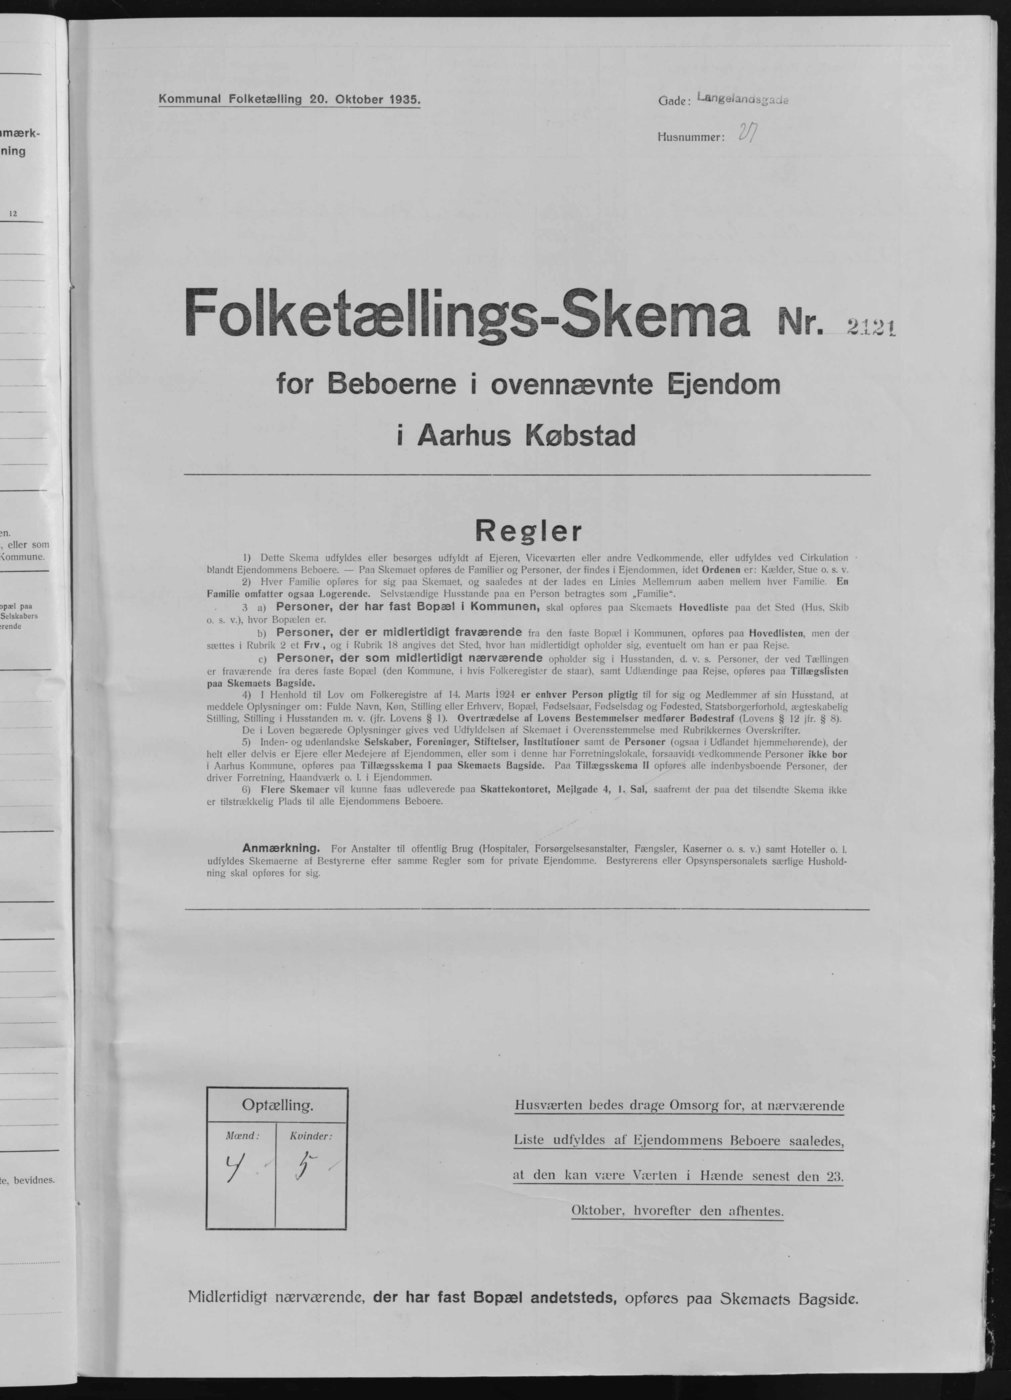 Kommunal Folketælling 20. Oktober 1935.
Gade: Langelandsgade
Husnummer: 27
Folketællings-Skema Nr. 2121
for Beboerne i ovennævnte Ejendom
i Aarhus Købstad
Regler
1) Dette Skema udfyldes eller besørges udfyldt af Ejeren, Viceværten eller andre Vedkommende, eller udfyldes ved Cirkulation
blandt Ejendommens Beboere. — Paa Skemaet opføres de Familier og Personer, der findes i Ejendommen, idet Ordenen er: Kælder, Stue o. s. v.
2) Hver Familie opføres for sig paa Skemaet, og saaledes at der lades en Linies Mellemrum aaben mellem hver Familie. En
Familie omfatter ogsaa Logerende. Selvstændige Husstande paa en Person betragtes som „Familie“.
3 a) Personer, der har fast Bopæl i Kommunen, skal opføres paa Skemaets Hovedliste paa det Sted (Hus, Skib
o. s. v.), hvor Bopælen er.
b) Personer, der er midlertidigt fraværende fra den faste Bopæl i Kommunen, opføres paa Hovedlisten, men der
sættes i Rubrik 2 et Frv., og i Rubrik 18 angives det Sted, hvor han midlertidigt opholder sig, eventuelt om han er paa Rejse.
c) Personer, der som midlertidigt nærværende opholder sig i Husstanden, d. v. s. Personer, der ved Tællingen
er fraværende fra deres faste Bopæl (den Kommune, i hvis Folkeregister de staar), samt Udlændinge paa Rejse, opføres paa Tillægslisten
paa Skemaets Bagside.
4) I Henhold til Lov om Folkeregistre af 14. Marts 1924 er enhver Person pligtig til for sig og Medlemmer af sin Husstand, at
meddele Oplysninger om: Fulde Navn, Køn, Stilling eller Erhverv, Bopæl, Fødselsaar, Fødselsdag og Fødested, Statsborgerforhold, ægteskabelig
Stilling, Stilling i Husstanden m. v. (jfr. Lovens § 1). Overtrædelse af Lovens Bestemmelser medfører Bødestraf (Lovens § 12 jfr. § 8).
De i Loven begærede Oplysninger gives ved Udfyldelsen af Skemaet i Overensstemmelse med Rubrikkernes Overskrifter.
5) Inden- og udenlandske Selskaber, Foreninger, Stiftelser, Institutioner samt de Personer (ogsaa i Udlandet hjemmehørende), der
helt eller delvis er Ejere eller Medejere af Ejendommen, eller som i denne har Forretningslokale, forsaavidt vedkommende Personer ikke bor
i Aarhus Kommune, opføres paa Tillægsskema I paa Skemaets Bagside. Paa Tillægsskema II opføres alle indenbysboende Personer, der
driver Forretning, Haandværk o. l. i Ejendommen.
6) Flere Skemaer vil kunne faas udleverede paa Skattekontoret, Mejlgade 4, 1. Sal, saafremt der paa det tilsendte Skema ikke
er tilstrækkelig Plads til alle Ejendommens Beboere.
Anmærkning. For Anstalter til offentlig Brug (Hospitaler, Forsørgelsesanstalter, Fængsler, Kaserner o. s. v.) samt Hoteller o. l.
udfyldes Skemaerne af Bestyrerne efter samme Regler som for private Ejendomme. Bestyrerens eller Opsynspersonalets særlige Hushold-
ning skal opføres for sig.
Optælling.
Mænd: Kvinder:
4 5
Husværten bedes drage Omsorg for, at nærværende
Liste udfyldes af Ejendommens Beboere saaledes,
at den kan være Værten i Hænde senest den 23.
Oktober, hvorefter den afhentes.
Midlertidigt nærværende, der har fast Bopæl andetsteds, opføres paa Skemaets Bagside.
nmærk-
ning
12
en.
, eller som
Kommune.
opæl paa
Selskabers
erende
te, bevidnes.